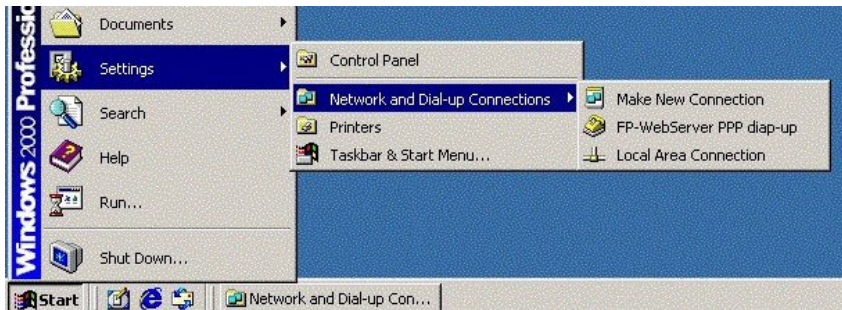 Windows 2000 Professio
Documents
Settings
Search
Help
Run...
Shut Down...
Control Panel
Network and Dial-up Connections
Printers
Taskbar & Start Menu...
Make New Connection
FP-WebServer PPP diap-up
Local Area Connection
Start
Network and Dial-up Con...